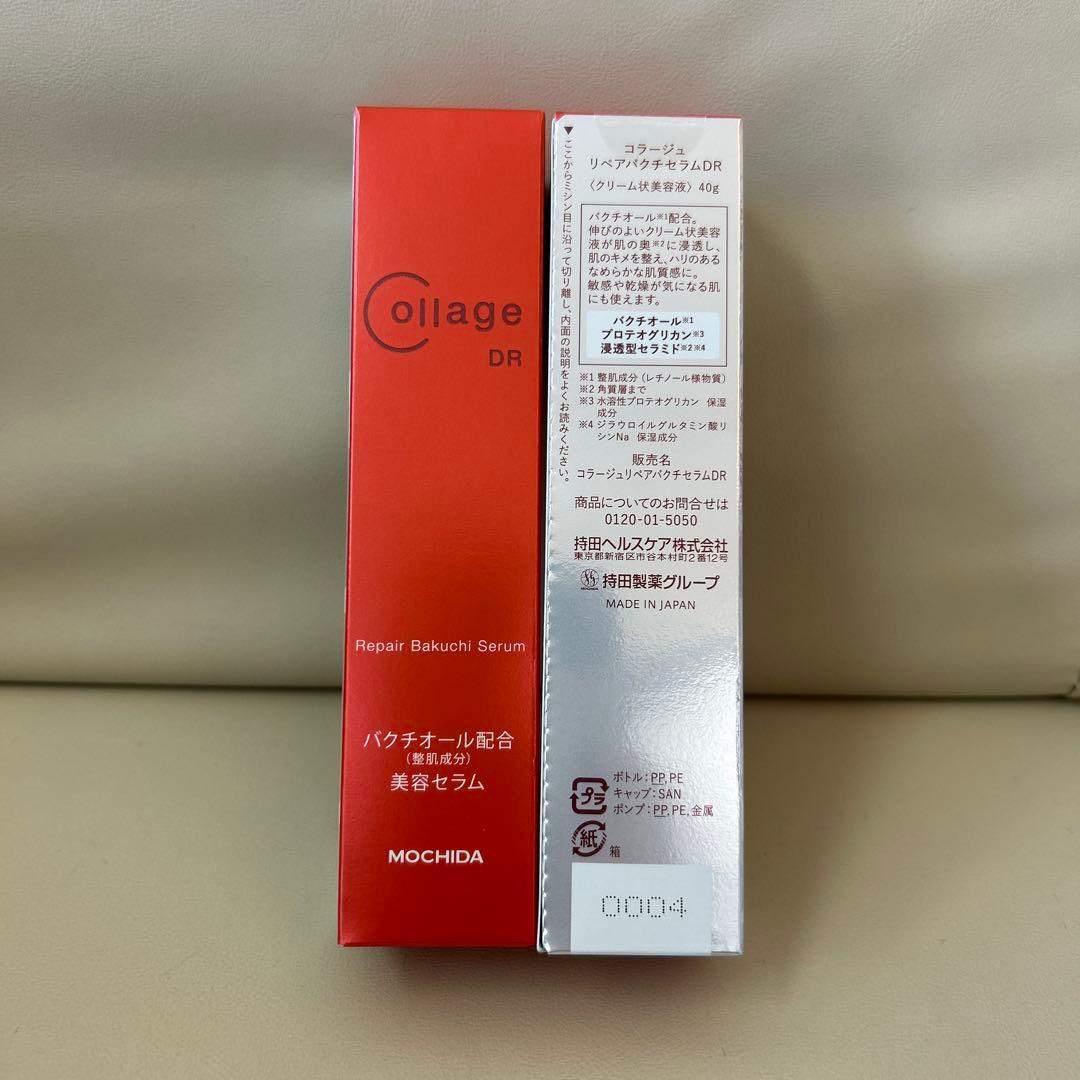 Collage
DR
Repair Bakuchi Serum
バクチオール配合
(整肌成分)
美容セラム
MOCHIDA
▼ここからミシン目に沿って切り離し、内面の説明をよくお読みください。
コラージュ
リペアバクチセラムDR
〈クリーム状美容液〉40g
バクチオール※1配合。
伸びのよいクリーム状美容
液が肌の奥※2に浸透し、
肌のキメを整え、ハリのある
なめらかな肌質感に。
敏感や乾燥が気になる肌
にも使えます。
バクチオール※1
プロテオグリカン※3
浸透型セラミド※2※4
※1 整肌成分(レチノール様物質)
※2 角質層まで
※3 水溶性プロテオグリカン 保湿
成分
※4 ジラウロイルグルタミン酸リ
シンNa 保湿成分
販売名
コラージュリペアバクチセラムDR
商品についてのお問合せは
0120-01-5050
持田ヘルスケア株式会社
東京都新宿区市谷本村町2番12号
MOCHIDA 持田製薬グループ
MADE IN JAPAN
プラ
ボトル:PP,PE
キャップ:SAN
ポンプ:PP,PE,金属
紙 箱
0004